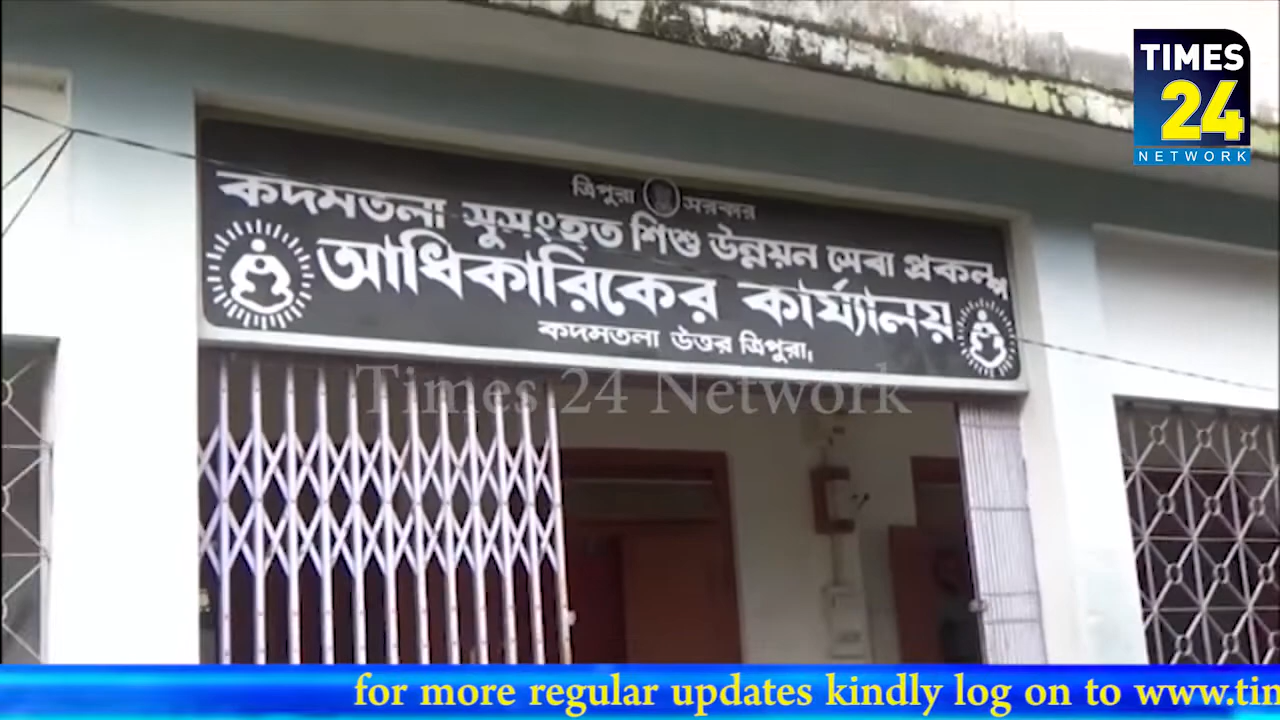 TIMES
24
NETWORK
ত্রিপুরা সরকার
কদমতলা সুসংহত শিশু উন্নয়ন সেবা প্রকল্প
আধিকারিকের কার্য্যালয়
কদমতলা উত্তর ত্রিপুরা,
Times 24 Network
for more regular updates kindly log on to www.tim